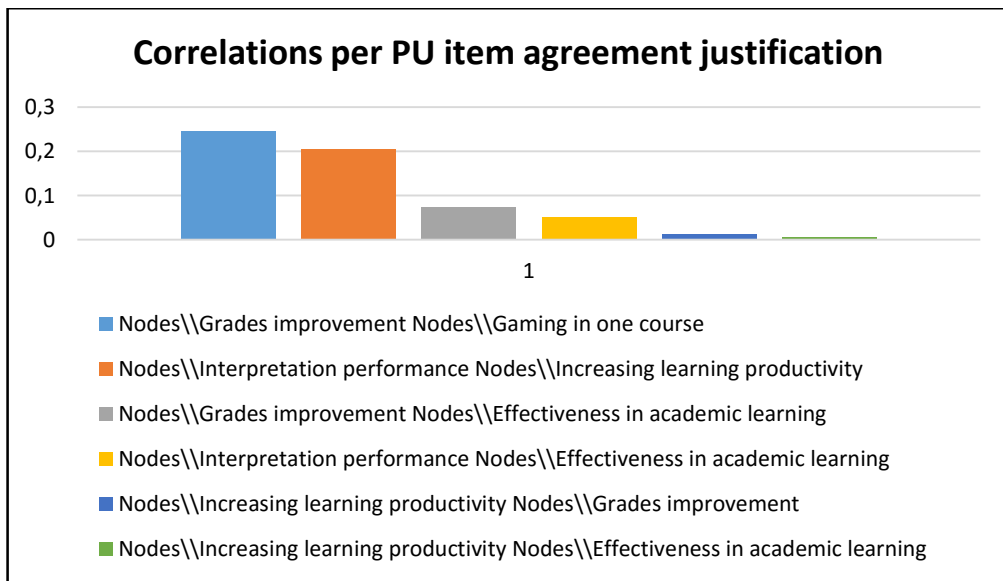 Correlations per PU item agreement justification
0,3
0,2
0,1
0
1
Nodes\\Grades improvement Nodes\\Gaming in one course
Nodes\\Interpretation performance Nodes\\Increasing learning productivity
Nodes\\Grades improvement Nodes\\Effectiveness in academic learning
Nodes\\Interpretation performance Nodes\\Effectiveness in academic learning
Nodes\\Increasing learning productivity Nodes\\Grades improvement
Nodes\\Increasing learning productivity Nodes\\Effectiveness in academic learning